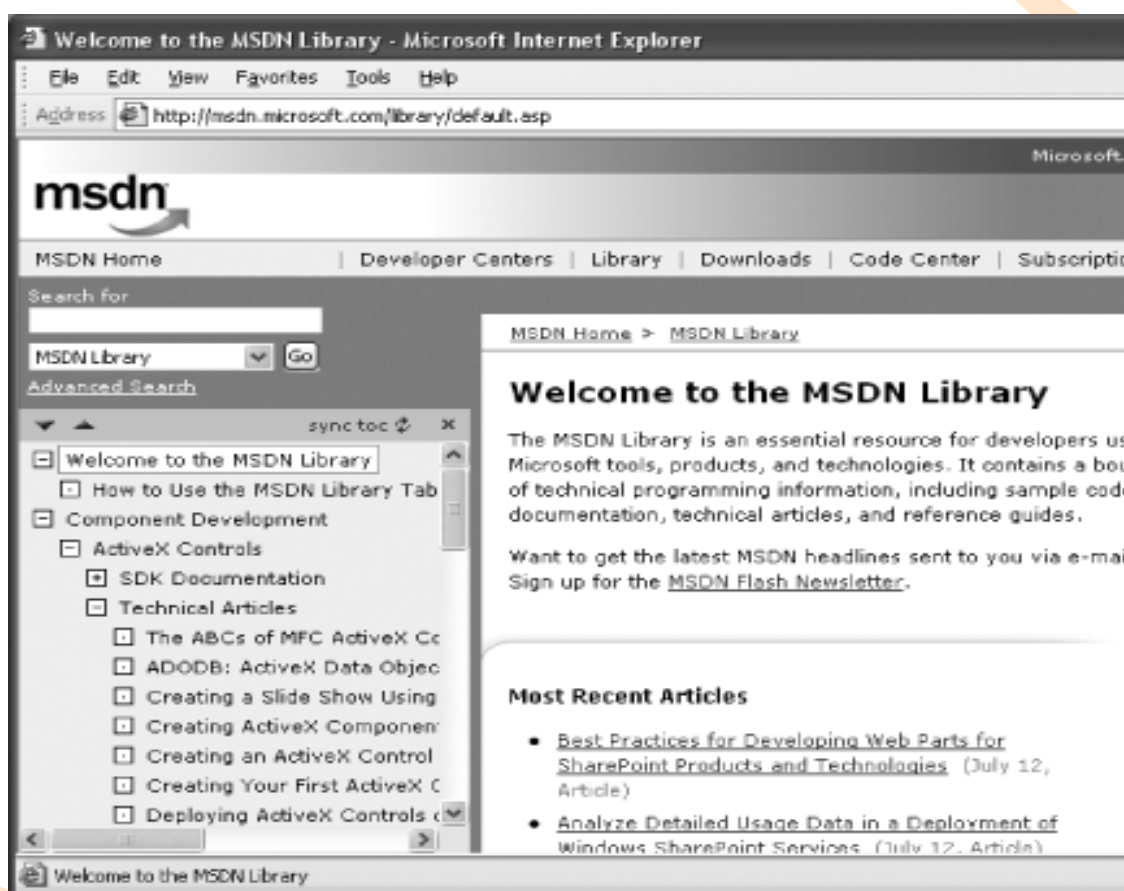 Welcome to the MSDN Library - Microsoft Internet Explorer
File Edit View Favorites Tools Help
Address http://msdn.microsoft.com/library/default.asp
Microsoft.
msdn
MSDN Home | Developer Centers | Library | Downloads | Code Center | Subscriptio
Search for
MSDN Library Go
Advanced Search
sync toc
Welcome to the MSDN Library
How to Use the MSDN Library Tab
Component Development
ActiveX Controls
SDK Documentation
Technical Articles
The ABCs of MFC ActiveX Co
ADODB: ActiveX Data Objec
Creating a Slide Show Using
Creating ActiveX Componen
Creating an ActiveX Control
Creating Your First ActiveX C
Deploying ActiveX Controls
MSDN Home > MSDN Library
Welcome to the MSDN Library
The MSDN Library is an essential resource for developers us
Microsoft tools, products, and technologies. It contains a bou
of technical programming information, including sample cod
documentation, technical articles, and reference guides.
Want to get the latest MSDN headlines sent to you via e-mai
Sign up for the MSDN Flash Newsletter.
Most Recent Articles
Best Practices for Developing Web Parts for
SharePoint Products and Technologies (July 12,
Article)
Analyze Detailed Usage Data in a Deployment of
Windows SharePoint Services (July 12, Article)
Welcome to the MSDN Library